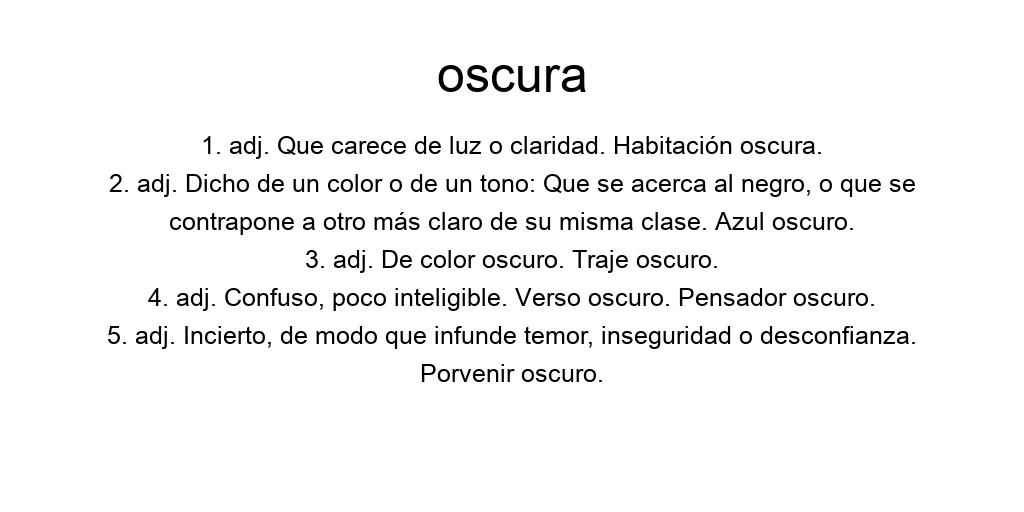 oscura
1. adj. Que carece de luz o claridad. Habitación oscura.
2. adj. Dicho de un color o de un tono: Que se acerca al negro, o que se
contrapone a otro más claro de su misma clase. Azul oscuro.
3. adj. De color oscuro. Traje oscuro.
4. adj. Confuso, poco inteligible. Verso oscuro. Pensador oscuro.
5. adj. Incierto, de modo que infunde temor, inseguridad o desconfianza.
Porvenir oscuro.